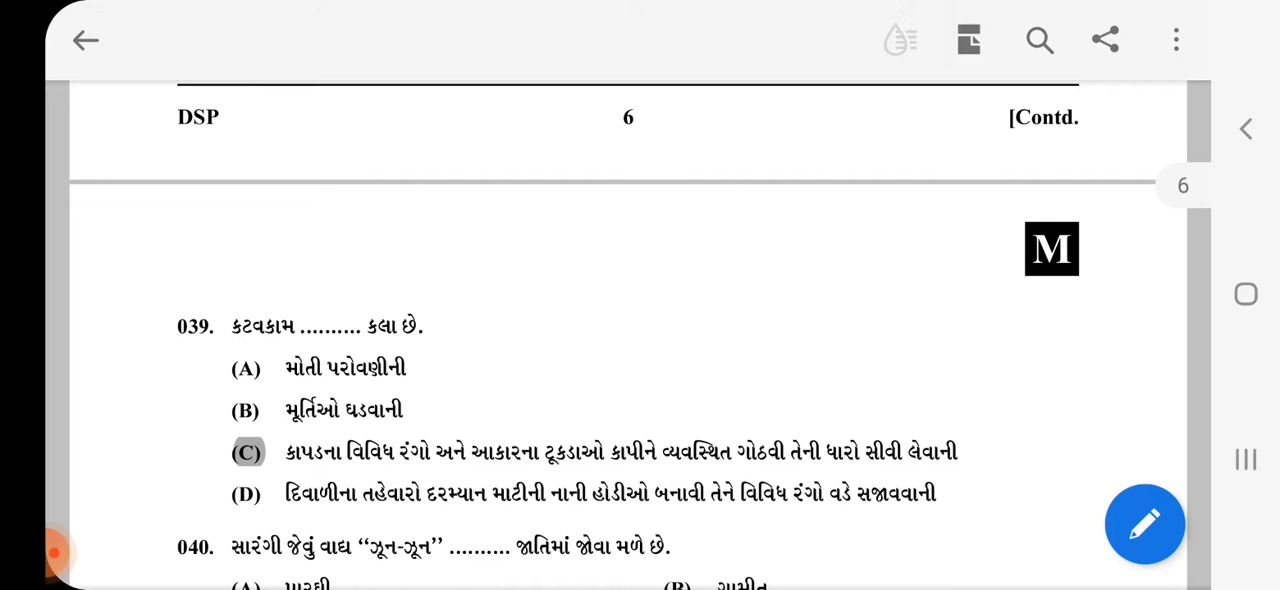 DSP 6 [Contd.
6
M
039. કટવકામ .......... કલા છે.
(A) મોતી પરોવણીની
(B) મૂર્તિઓ ઘડવાની
(C) કાપડના વિવિધ રંગો અને આકારના ટૂકડાઓ કાપીને વ્યવસ્થિત ગોઠવી તેની ધારો સીવી લેવાની
(D) દિવાળીના તહેવારો દરમ્યાન માટીની નાની હોડીઓ બનાવી તેને વિવિધ રંગો વડે સજાવવાની
040. સારંગી જેવું વાદ્ય “ઝૂન-ઝૂન” .......... જાતિમાં જોવા મળે છે.
(A) પારઘી (B) ગામીત